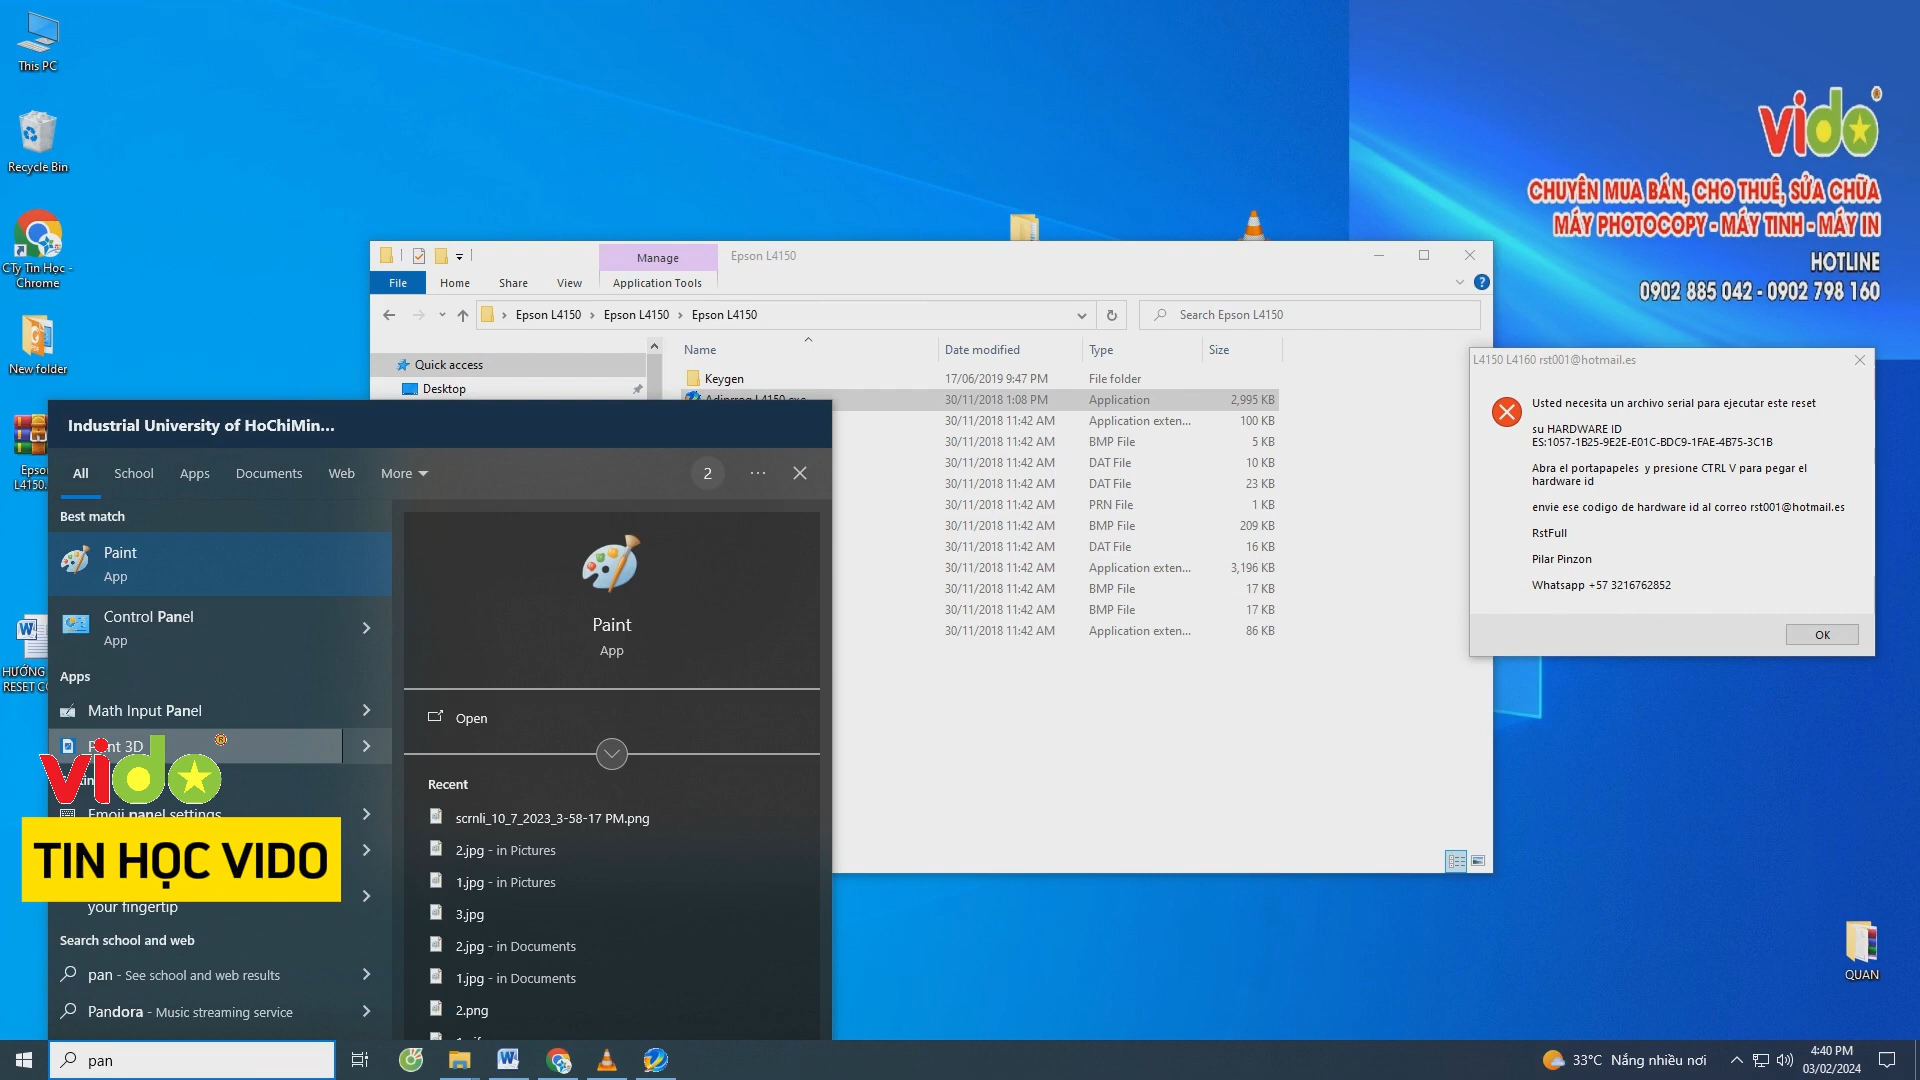 This PC
Recycle Bin
CTy Tin Học -
Chrome
New folder
Epso
L4150.
HƯỚNG
RESET CO
vido
CHUYÊN MUA BÁN, CHO THUÊ, SỬA CHỮA
MÁY PHOTOCOPY - MÁY TINH - MÁY IN
HOTLINE
0902 885 042 - 0902 798 160
Manage
Epson L4150
File
Home
Share
View
Application Tools
Epson L4150
Epson L4150
Epson L4150
Search Epson L4150
Name
Date modified
Type
Size
Quick access
Desktop
Keygen
17/06/2019 9:47 PM
File folder
30/11/2018 1:08 PM
Application
2,995 KB
30/11/2018 11:42 AM
Application exten...
100 KB
30/11/2018 11:42 AM
BMP File
5 KB
30/11/2018 11:42 AM
DAT File
10 KB
30/11/2018 11:42 AM
DAT File
23 KB
30/11/2018 11:42 AM
PRN File
1 KB
30/11/2018 11:42 AM
BMP File
209 KB
30/11/2018 11:42 AM
DAT File
16 KB
30/11/2018 11:42 AM
Application exten...
3,196 KB
30/11/2018 11:42 AM
BMP File
17 KB
30/11/2018 11:42 AM
BMP File
17 KB
30/11/2018 11:42 AM
Application exten...
86 KB
L4150 L4160 rst001@hotmail.es
Usted necesita un archivo serial para ejecutar este reset
su HARDWARE ID
ES:1057-1B25-9E2E-E01C-BDC9-1FAE-4B75-3C1B
Abra el portapapeles y presione CTRL V para pegar el
hardware id
envie ese codigo de hardware id al correo rst001@hotmail.es
RstFull
Pilar Pinzon
Whatsapp +57 3216762852
OK
Industrial University of HoChiMin...
All
School
Apps
Documents
Web
More
2
Best match
Paint
App
Control Panel
App
Apps
Math Input Panel
3D
Emoji panel settings
your fingertip
Search school and web
pan - See school and web results
Pandora - Music streaming service
Paint
App
Open
Recent
scrnli_10_7_2023_3-58-17 PM.png
2.jpg - in Pictures
1.jpg - in Pictures
3.jpg
2.jpg - in Documents
1.jpg - in Documents
2.png
vido
TIN HỌC VIDO
QUAN
pan
33°C Nắng nhiều nơi
4:40 PM
03/02/2024